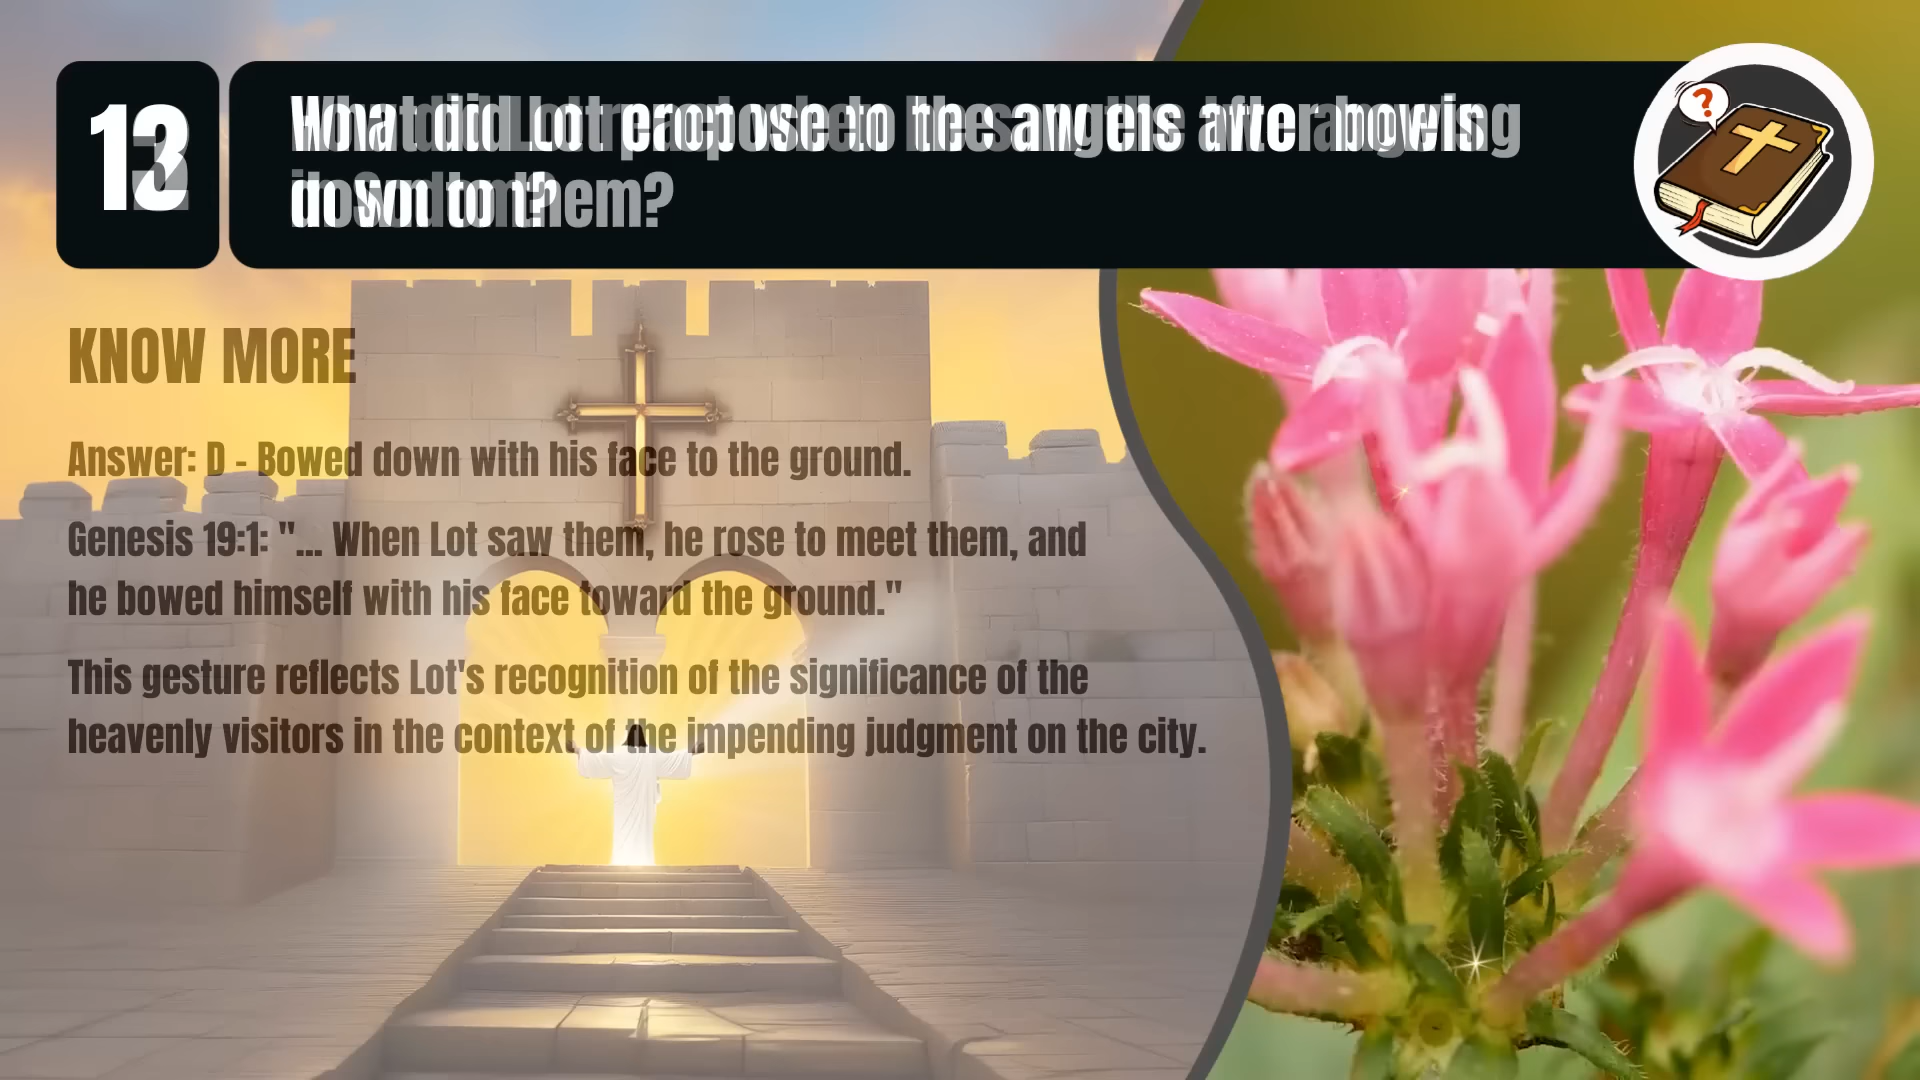 13
What did Lot propose to the angels after bowing
down to them?
KNOW MORE
Answer: D - Bowed down with his face to the ground.
Genesis 19:1: "... When Lot saw them, he rose to meet them, and
he bowed himself with his face toward the ground."
This gesture reflects Lot's recognition of the significance of the
heavenly visitors in the context of the impending judgment on the city.